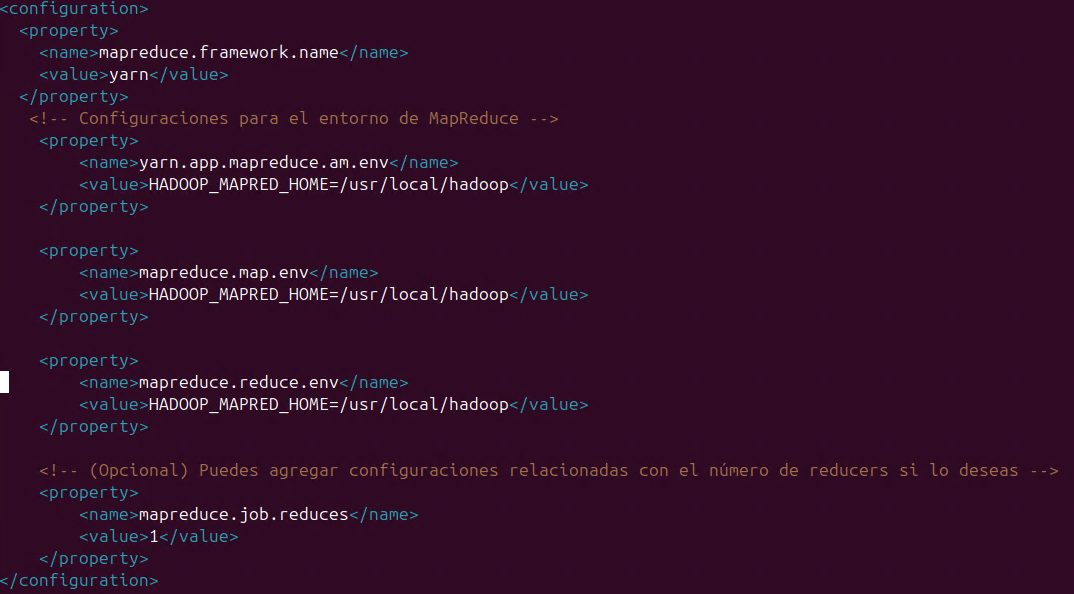 <configuration>
  <property>
    <name>mapreduce.framework.name</name>
    <value>yarn</value>
  </property>
   <!-- Configuraciones para el entorno de MapReduce -->
    <property>
        <name>yarn.app.mapreduce.am.env</name>
        <value>HADOOP_MAPRED_HOME=/usr/local/hadoop</value>
    </property>

    <property>
        <name>mapreduce.map.env</name>
        <value>HADOOP_MAPRED_HOME=/usr/local/hadoop</value>
    </property>

    <property>
        <name>mapreduce.reduce.env</name>
        <value>HADOOP_MAPRED_HOME=/usr/local/hadoop</value>
    </property>

    <!-- (Opcional) Puedes agregar configuraciones relacionadas con el número de reducers si lo deseas -->
    <property>
        <name>mapreduce.job.reduces</name>
        <value>1</value>
    </property>
</configuration>